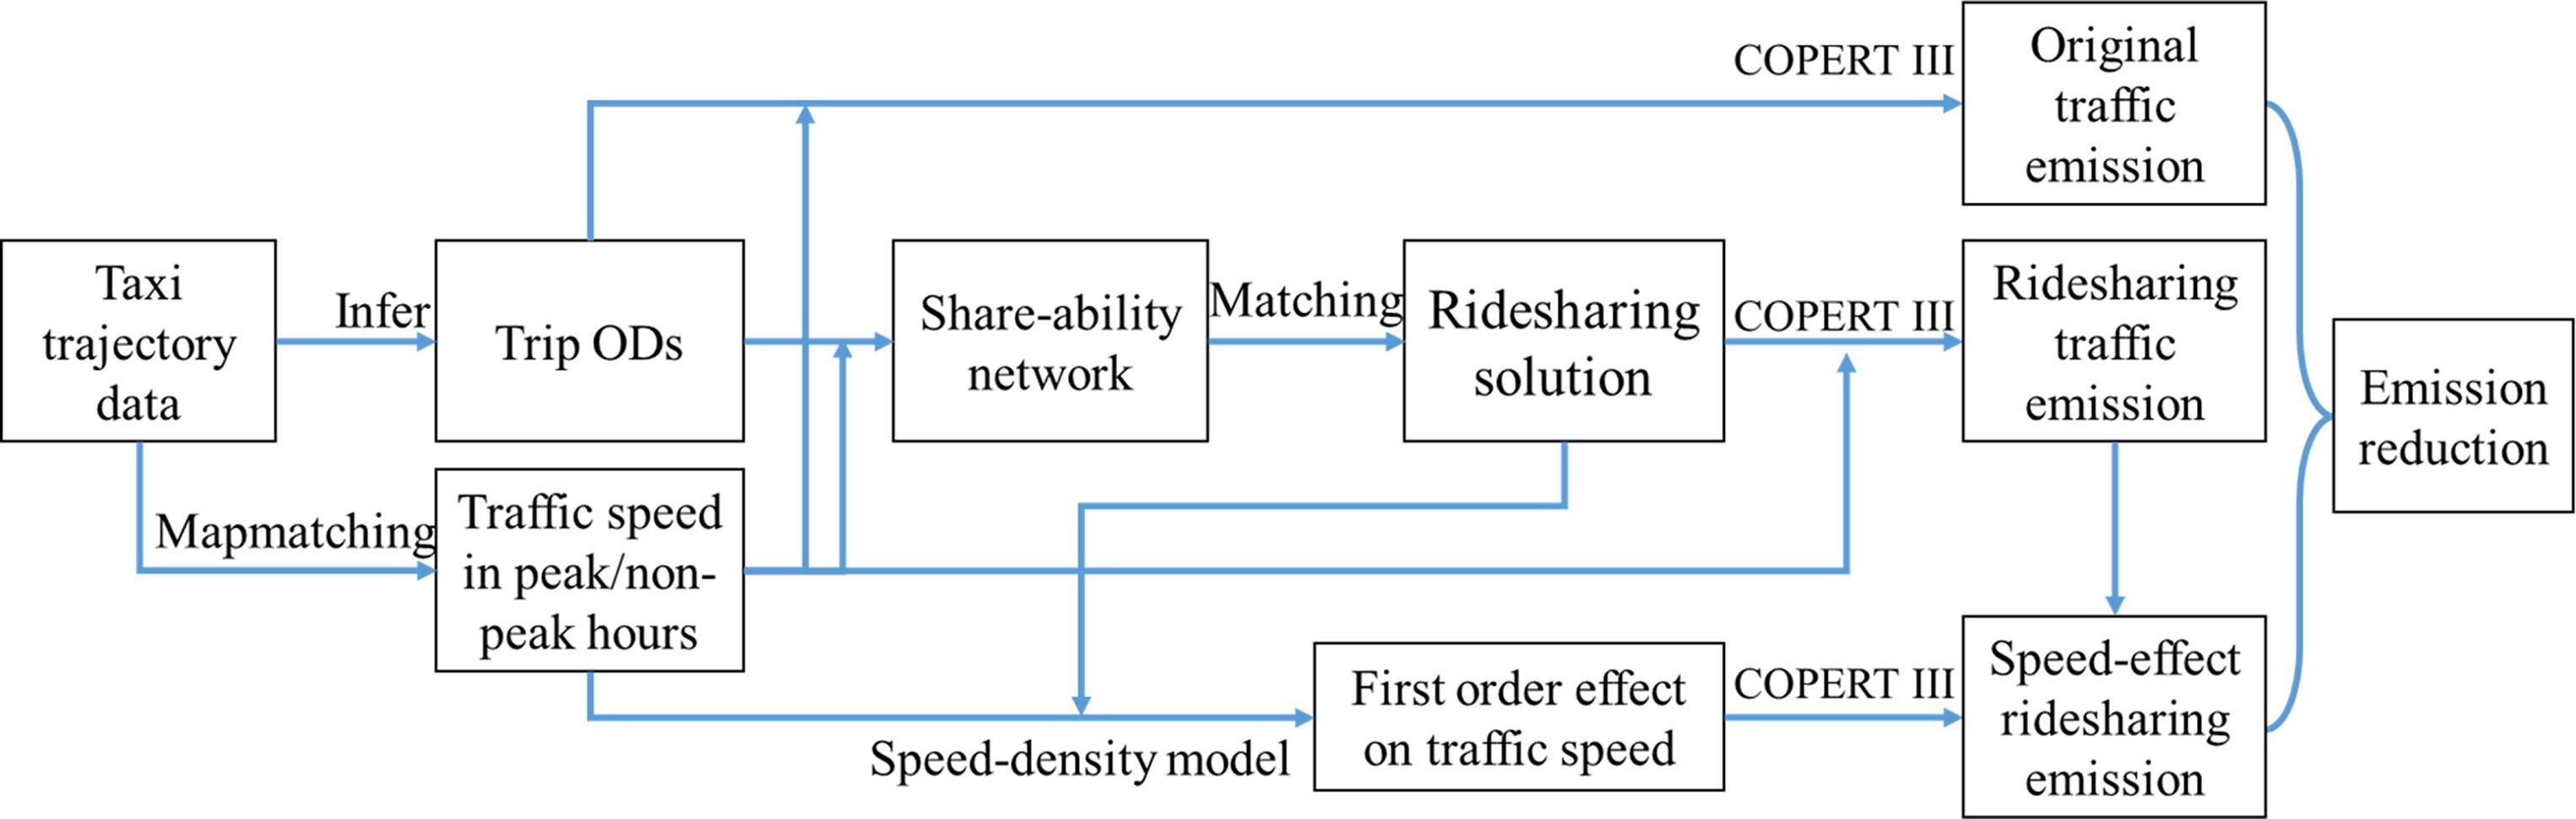 COPERT III
Original
traffic
emission
Taxi
trajectory
data
Infer
Trip ODs
Share-ability
network
Matching
Ridesharing
solution
COPERT III
Ridesharing
traffic
emission
Emission
reduction
Mapmatching
Traffic speed
in peak/non-
peak hours
Speed-density model
First order effect
on traffic speed
COPERT III
Speed-effect
ridesharing
emission